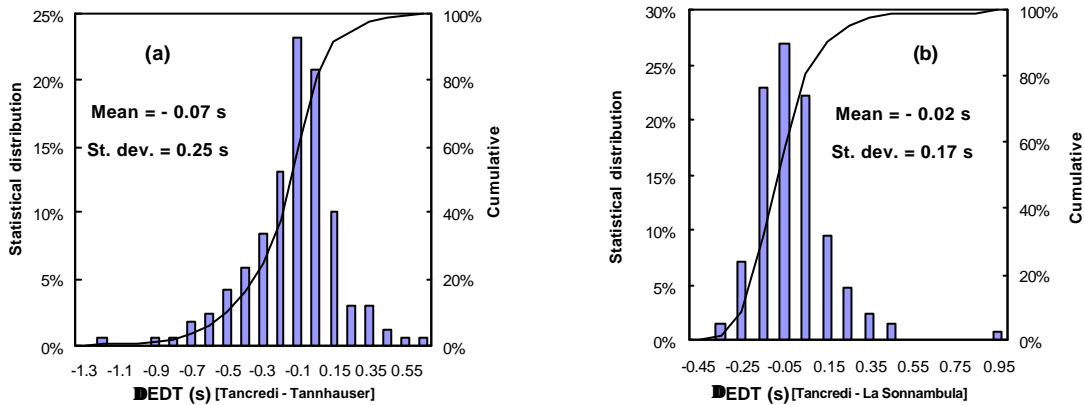 25%
20%
15%
10%
5%
0%
Statistical distribution
(a)
Mean = - 0.07 s
St. dev. = 0.25 s
100%
80%
60%
40%
20%
0%
Cumulative
-1.3 -1.1 -0.9 -0.7 -0.5 -0.3 -0.1 0.1 0.35 0.55
EDT (s) [Tancredi - Tannhauser]
30%
25%
20%
15%
10%
5%
0%
Statistical distribution
(b)
Mean = - 0.02 s
St. dev. = 0.17 s
100%
80%
60%
40%
20%
0%
Cumulative
-0.45 -0.25 -0.05 0.15 0.35 0.55 0.75 0.95
EDT (s) [Tancredi - La Sonnambula]